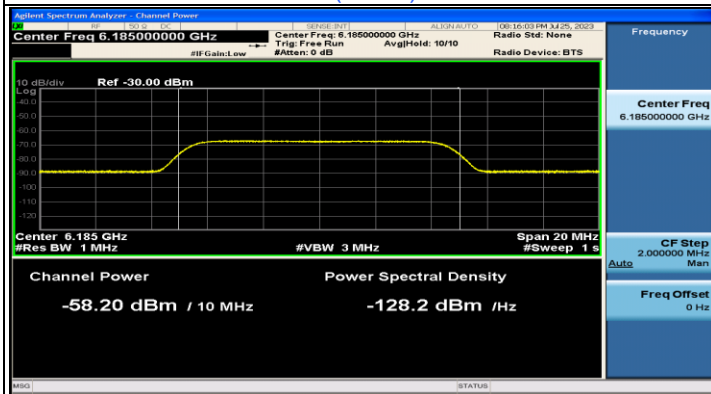 Agilent Spectrum Analyzer - Channel Power
RF 50 Ω DC SENSE:INT ALIGNAUTO 08:16:03 PM Jul 25, 2023
Center Freq 6.185000000 GHz Center Freq: 6.185000000 GHz Radio Std: None
Trig: Free Run Avg|Hold: 10/10
#IFGain:Low #Atten: 0 dB Radio Device: BTS
Frequency
10 dB/div Ref -30.00 dBm
Log
-40.0
-50.0
-60.0
-70.0
-80.0
-90.0
-100
-110
-120
Center 6.185 GHz Span 20 MHz
#Res BW 1 MHz #VBW 3 MHz #Sweep 1 s
Channel Power Power Spectral Density
-58.20 dBm / 10 MHz -128.2 dBm /Hz
Center Freq
6.185000000 GHz
CF Step
2.000000 MHz
Auto Man
Freq Offset
0 Hz
MSG STATUS